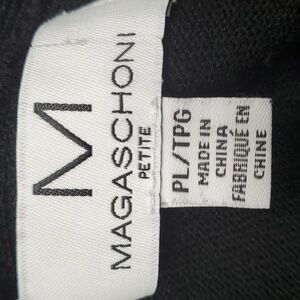 M
MAGASCHONI
PETITE
PL/TPG
MADE IN
CHINA
FABRIQUÉ EN
CHINE